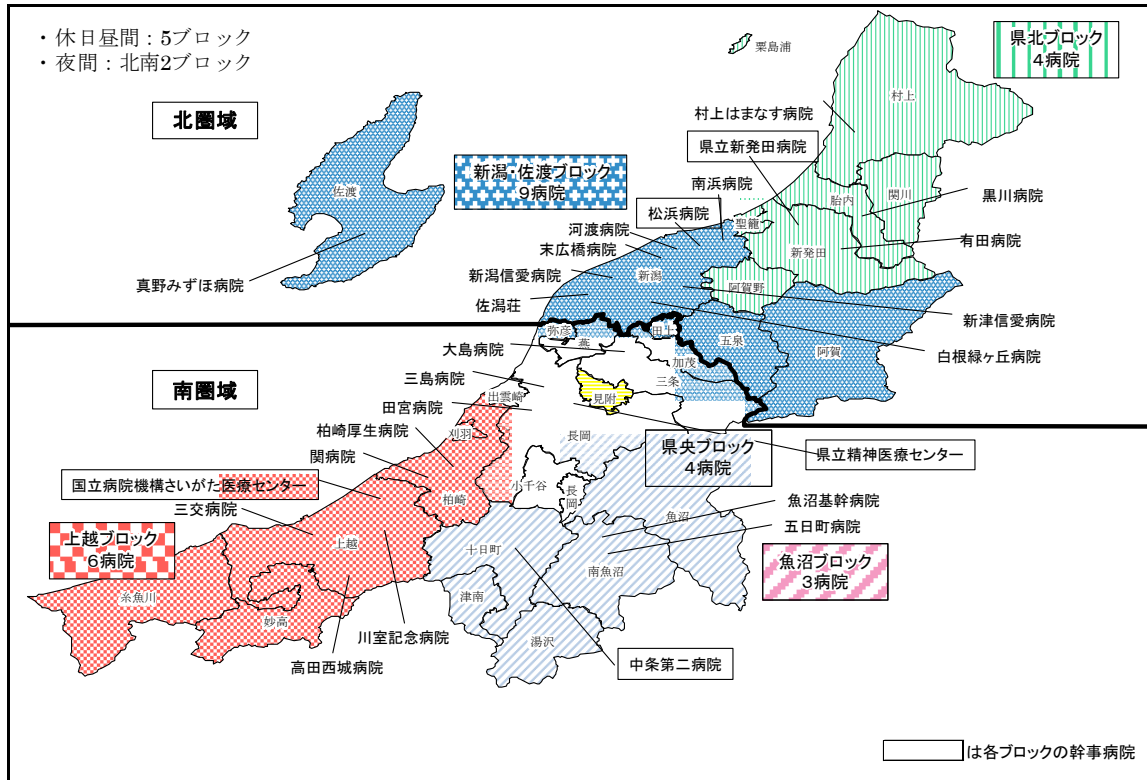 ・休日昼間：5ブロック
・夜間：北南2ブロック
粟島浦
県北ブロック
4病院
北圏域
村上
村上はまなす病院
県立新発田病院
佐渡
新潟・佐渡ブロック
9病院
南浜病院
関川
胎内
黒川病院
松浜病院
聖籠
河渡病院
有田病院
末広橋病院
新発田
真野みずほ病院
新潟信愛病院
新潟
阿賀野
佐潟荘
新津信愛病院
弥彦
田上
燕
五泉
阿賀
白根緑ヶ丘病院
大島病院
加茂
南圏域
三島病院
三条
出雲崎
見附
田宮病院
刈羽
柏崎厚生病院
長岡
県央ブロック
4病院
県立精神医療センター
関病院
国立病院機構さいがた医療センター
小千谷
長岡
柏崎
魚沼
魚沼基幹病院
三交病院
五日町病院
上越ブロック
6病院
上越
十日町
南魚沼
魚沼ブロック
3病院
糸魚川
津南
妙高
川室記念病院
湯沢
高田西城病院
中条第二病院
は各ブロックの幹事病院